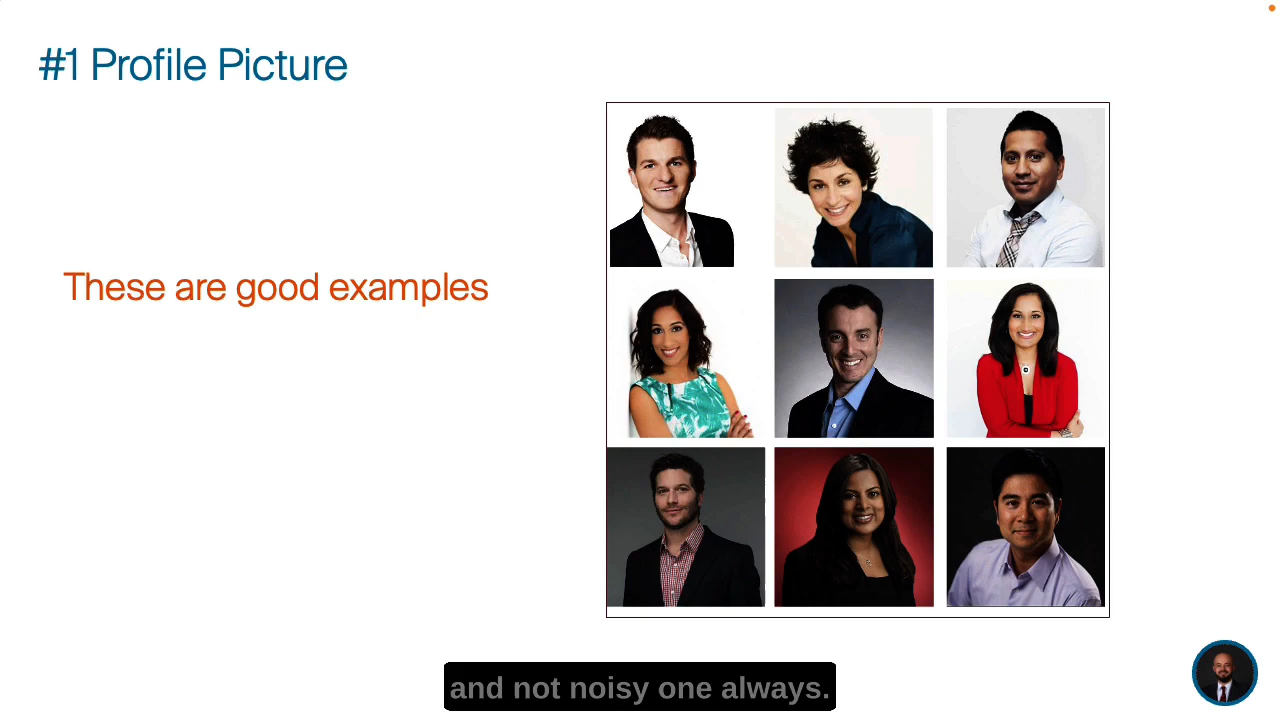 #1 Profile Picture
These are good examples
and not noisy one always.